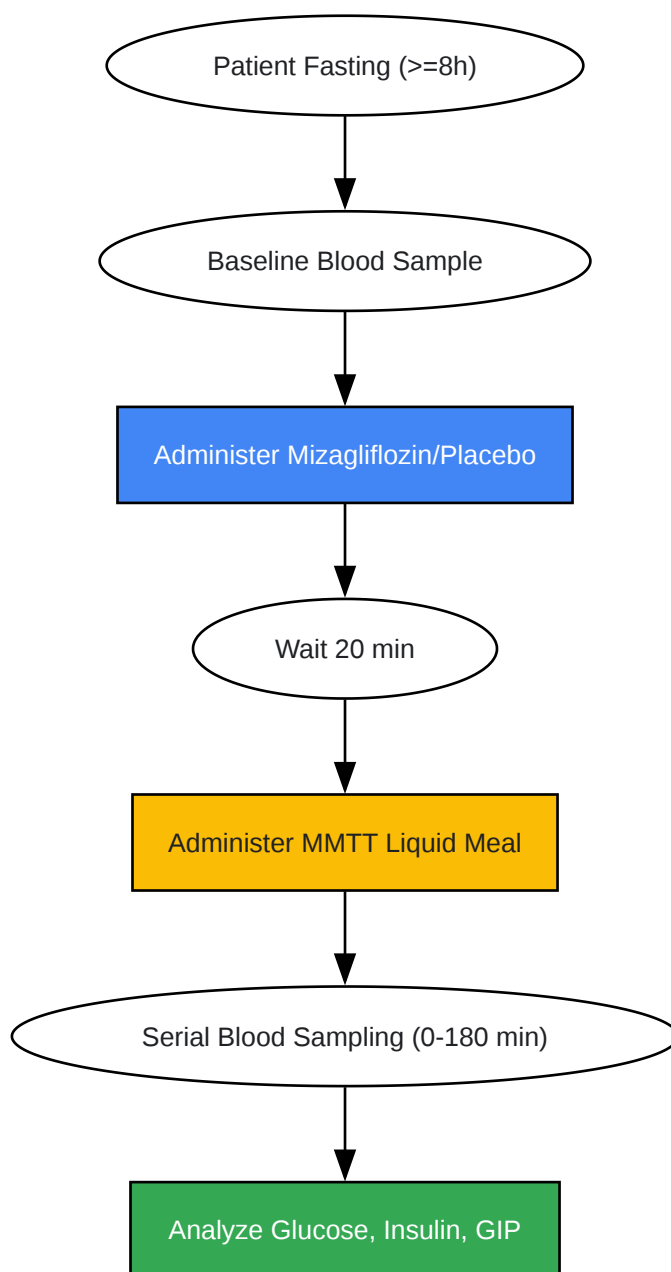 Patient Fasting (>=8h)
Baseline Blood Sample
Administer Mizagliflozin/Placebo
Wait 20 min
Administer MMTT Liquid Meal
Serial Blood Sampling (0-180 min)
Analyze Glucose, Insulin, GIP